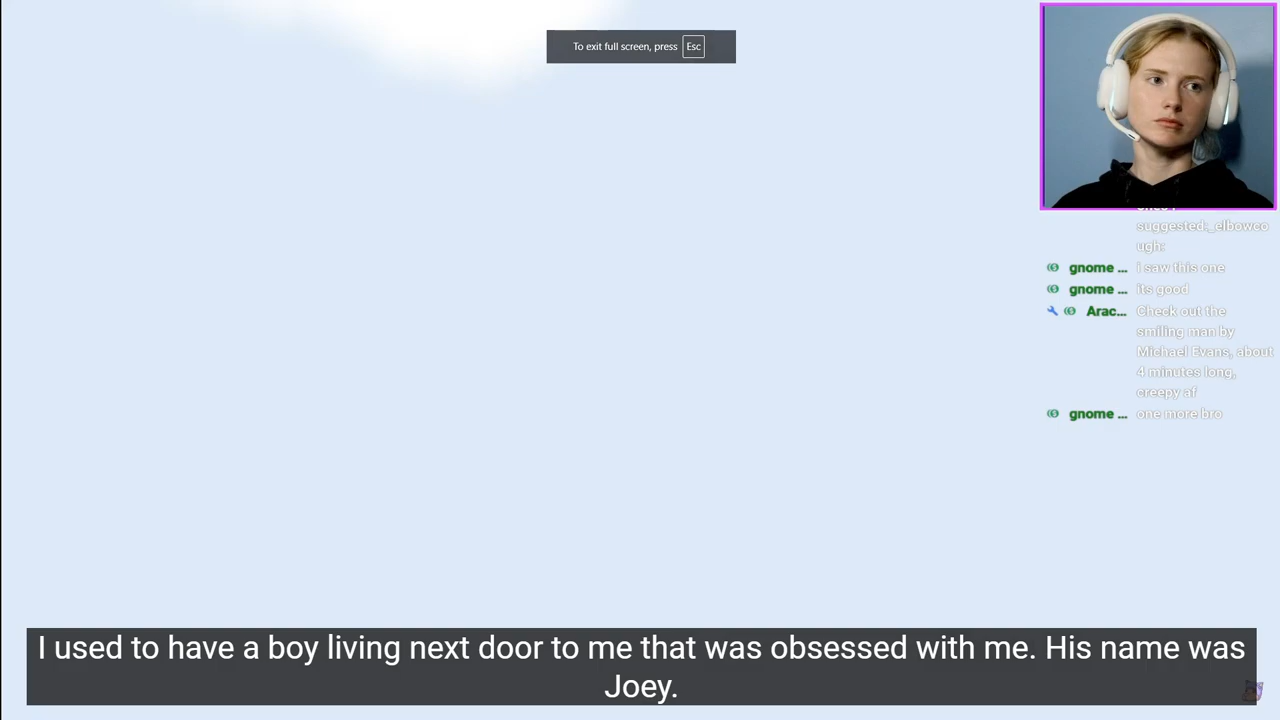 To exit full screen, press Esc
suggested:_elbowco
ugh:
gnome ... i saw this one
gnome ... its good
Arac... Check out the
smiling man by
Michael Evans, about
4 minutes long,
creepy af
gnome ... one more bro
I used to have a boy living next door to me that was obsessed with me. His name was
Joey.